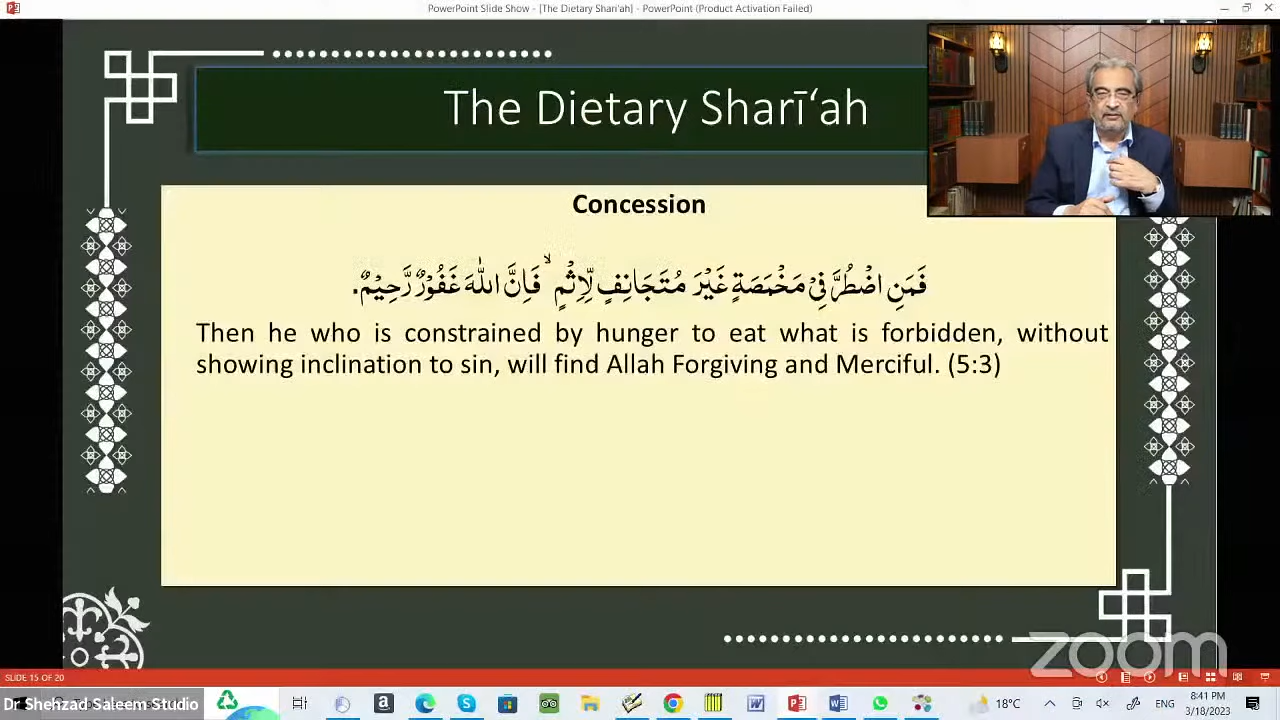 PowerPoint Slide Show - [The Dietary Shari'ah] - PowerPoint (Product Activation Failed)
The Dietary Sharī‘ah
Concession
فَمَنِ اضْطُرَّ فِیْ مَخْمَصَةٍ غَیْرَ مُتَجَانِفٍ لِّاِثْمٍ ۙ فَاِنَّ اللّٰهَ غَفُوْرٌ رَّحِیْمٌ.
Then he who is constrained by hunger to eat what is forbidden, without
showing inclination to sin, will find Allah Forgiving and Merciful. (5:3)
zoom
SLIDE 15 OF 20
Dr Shehzad Saleem Studio
18°C
ENG
8:41 PM
3/18/2023